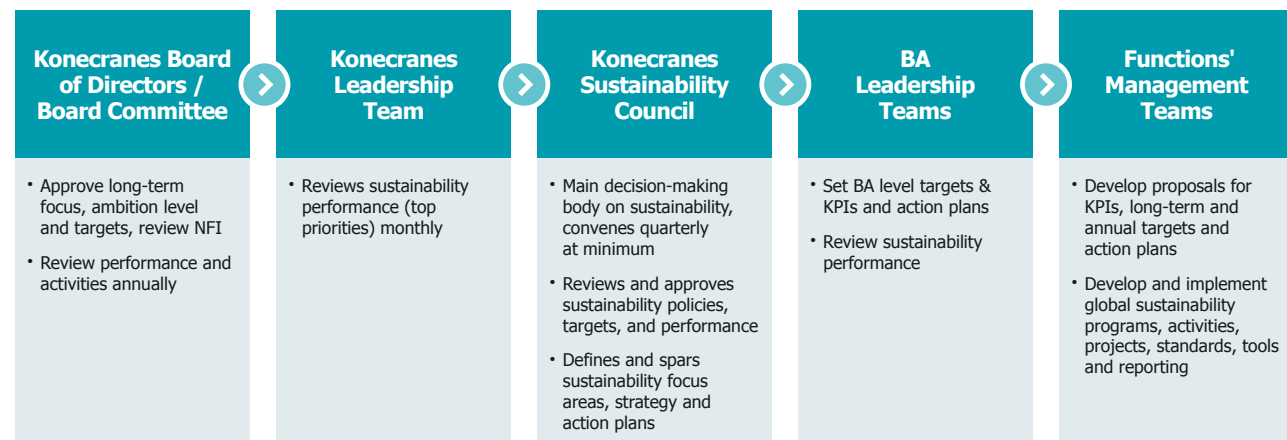 Konecranes Board
of Directors /
Board Committee
• Approve long-term
focus, ambition level
and targets, review NFI
• Review performance and
activities annually
Konecranes
Leadership
Team
• Reviews sustainability
performance (top
priorities) monthly
Konecranes
Sustainability
Council
• Main decision-making
body on sustainability,
convenes quarterly
at minimum
• Reviews and approves
sustainability policies,
targets, and performance
• Defines and spars
sustainability focus
areas, strategy and
action plans
BA
Leadership
Teams
• Set BA level targets &
KPIs and action plans
• Review sustainability
performance
Functions'
Management
Teams
• Develop proposals for
KPIs, long-term and
annual targets and
action plans
• Develop and implement
global sustainability
programs, activities,
projects, standards, tools
and reporting